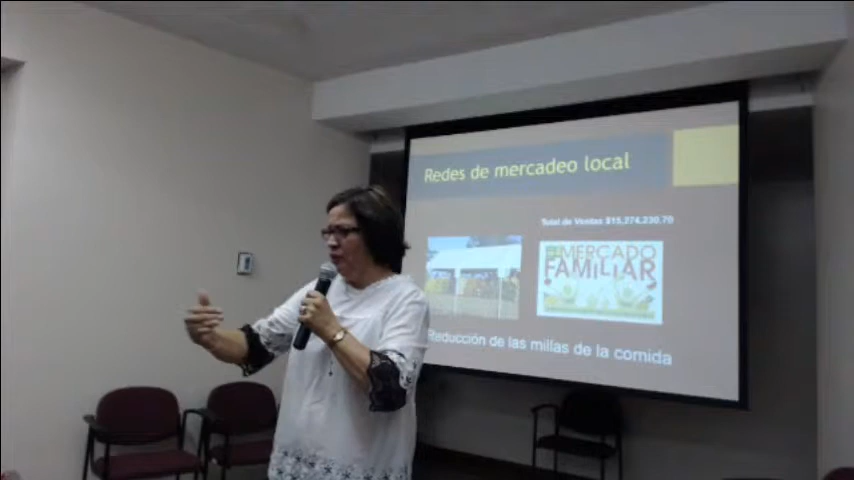 Redes de mercadeo local
Total de Ventas $15,274,230.70
MERCADO
FAMILIAR
Reducción de las millas de la comida